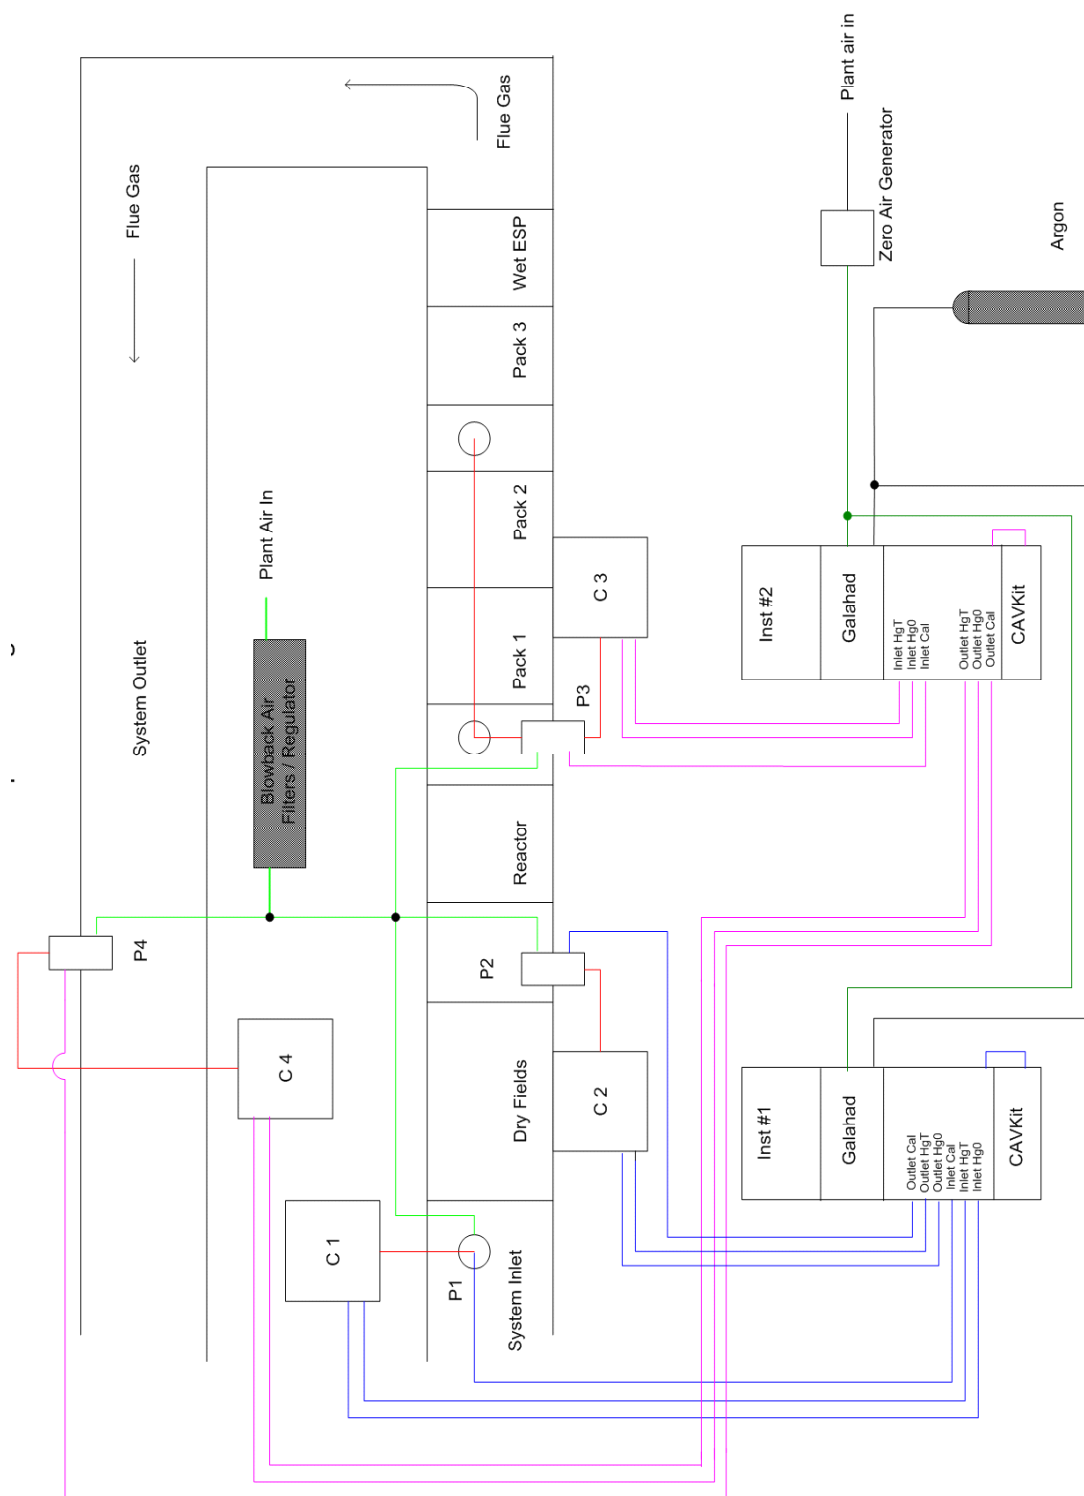 Plant air in
Zero Air Generator
Argon
Flue Gas
Flue Gas
Wet ESP
Pack 3
Pack 2
Pack 1
Reactor
Dry Fields
System Inlet
System Outlet
Plant Air In
Blowback Air
Filters / Regulator
P4
P2
P3
P1
C 4
C 3
C 2
C 1
Inst #2
Galahad
Inlet HgT
Inlet Hg0
Inlet Cal
Outlet HgT
Outlet Hg0
Outlet Cal
CAVKit
Inst #1
Galahad
Outlet Cal
Outlet HgT
Outlet Hg0
Inlet Cal
Inlet HgT
Inlet Hg0
CAVKit